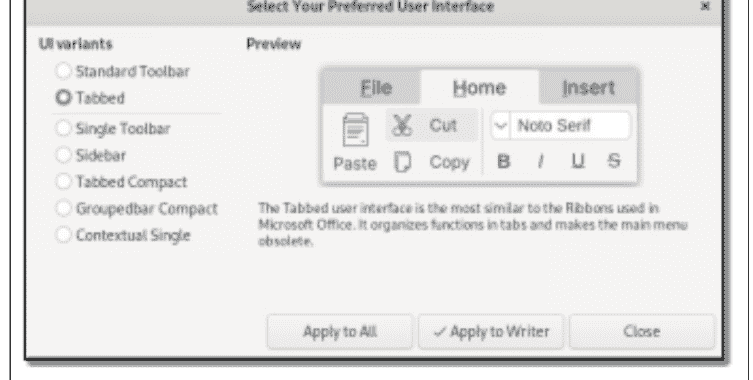 Select Your Preferred User Interface
UI variants
Preview
Standard Toolbar
Tabbed
Single Toolbar
Sidebar
Tabbed Compact
Groupedbar Compact
Contextual Single
File Home Insert
Cut Noto Serif
Paste Copy B I U S
The Tabbed user interface is the most similar to the Ribbons used in
Microsoft Office. It organizes functions in tabs and makes the main menu
obsolete.
Apply to All Apply to Writer Close